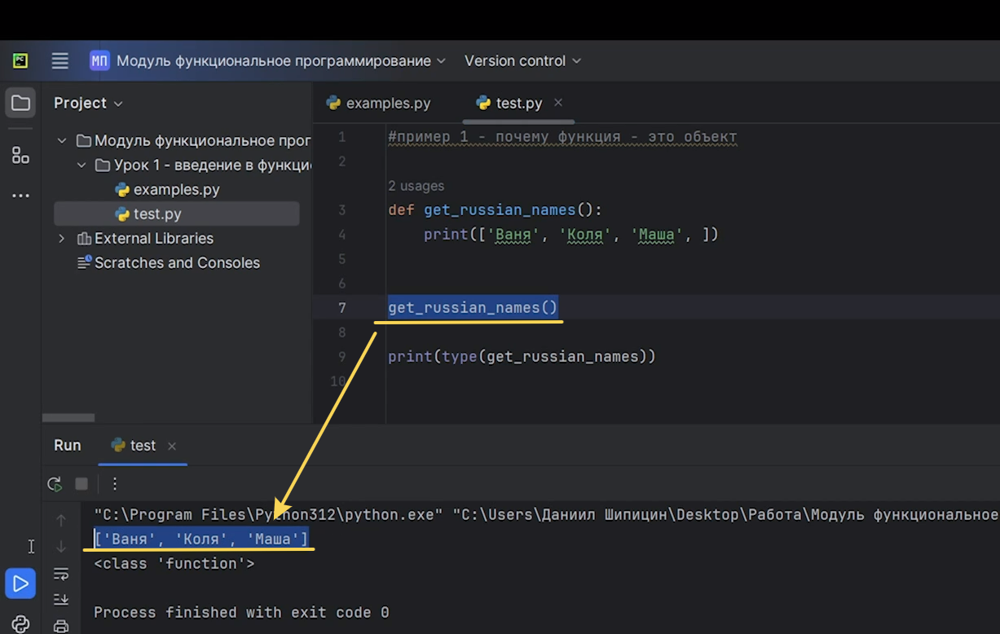 PC
МП Модуль функциональное программирование Version control
Project
examples.py
test.py
Модуль функциональное прог
Урок 1 - введение в функци
examples.py
test.py
External Libraries
Scratches and Consoles
1 #пример 1 - почему функция - это объект
2
2 usages
3 def get_russian_names():
4 print(['Ваня', 'Коля', 'Маша', ])
5
6
7 get_russian_names()
8
9 print(type(get_russian_names))
10
Run test
"C:\Program Files\Python312\python.exe" "C:\Users\Даниил Шипицин\Desktop\Работа\Модуль функциональное
['Ваня', 'Коля', 'Маша']
<class 'function'>
Process finished with exit code 0